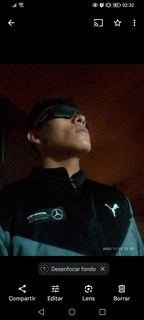 02:32
Desenfocar fondo
Compartir
Editar
Lens
Borrar